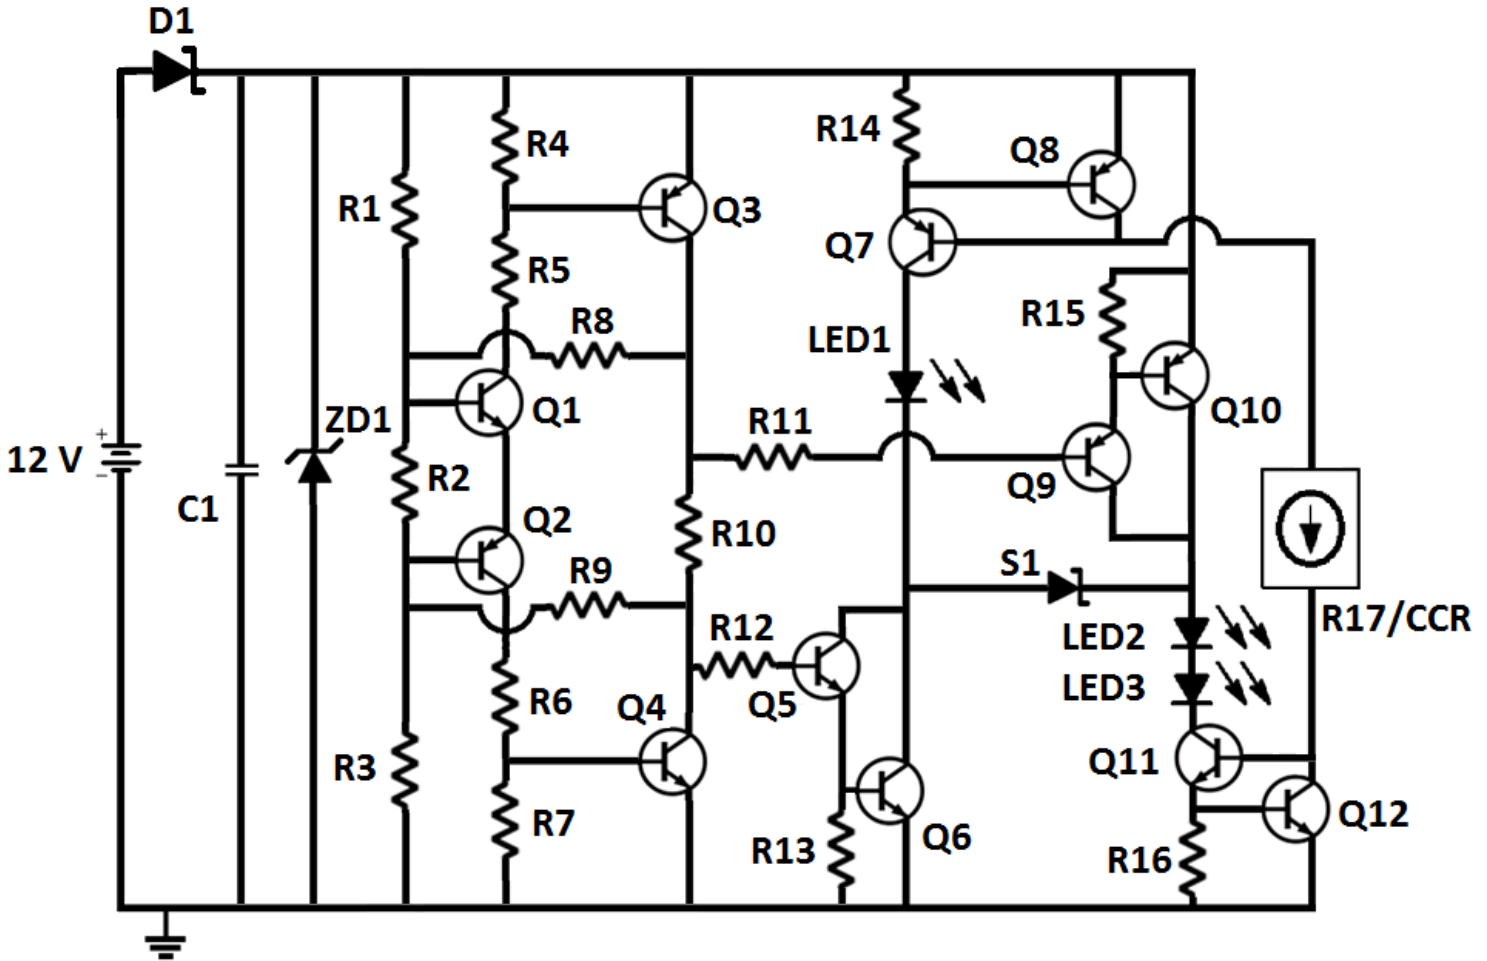 D1
R14
Q8
R4
R1
Q3
Q7
R5
R15
R8
LED1
Q1
Q10
ZD1
R11
12 V
+
−
R2
Q9
C1
Q2
R10
S1
R9
R17/CCR
R12
LED2
LED3
R6
Q4
Q5
R3
Q11
R7
Q12
R13
Q6
R16